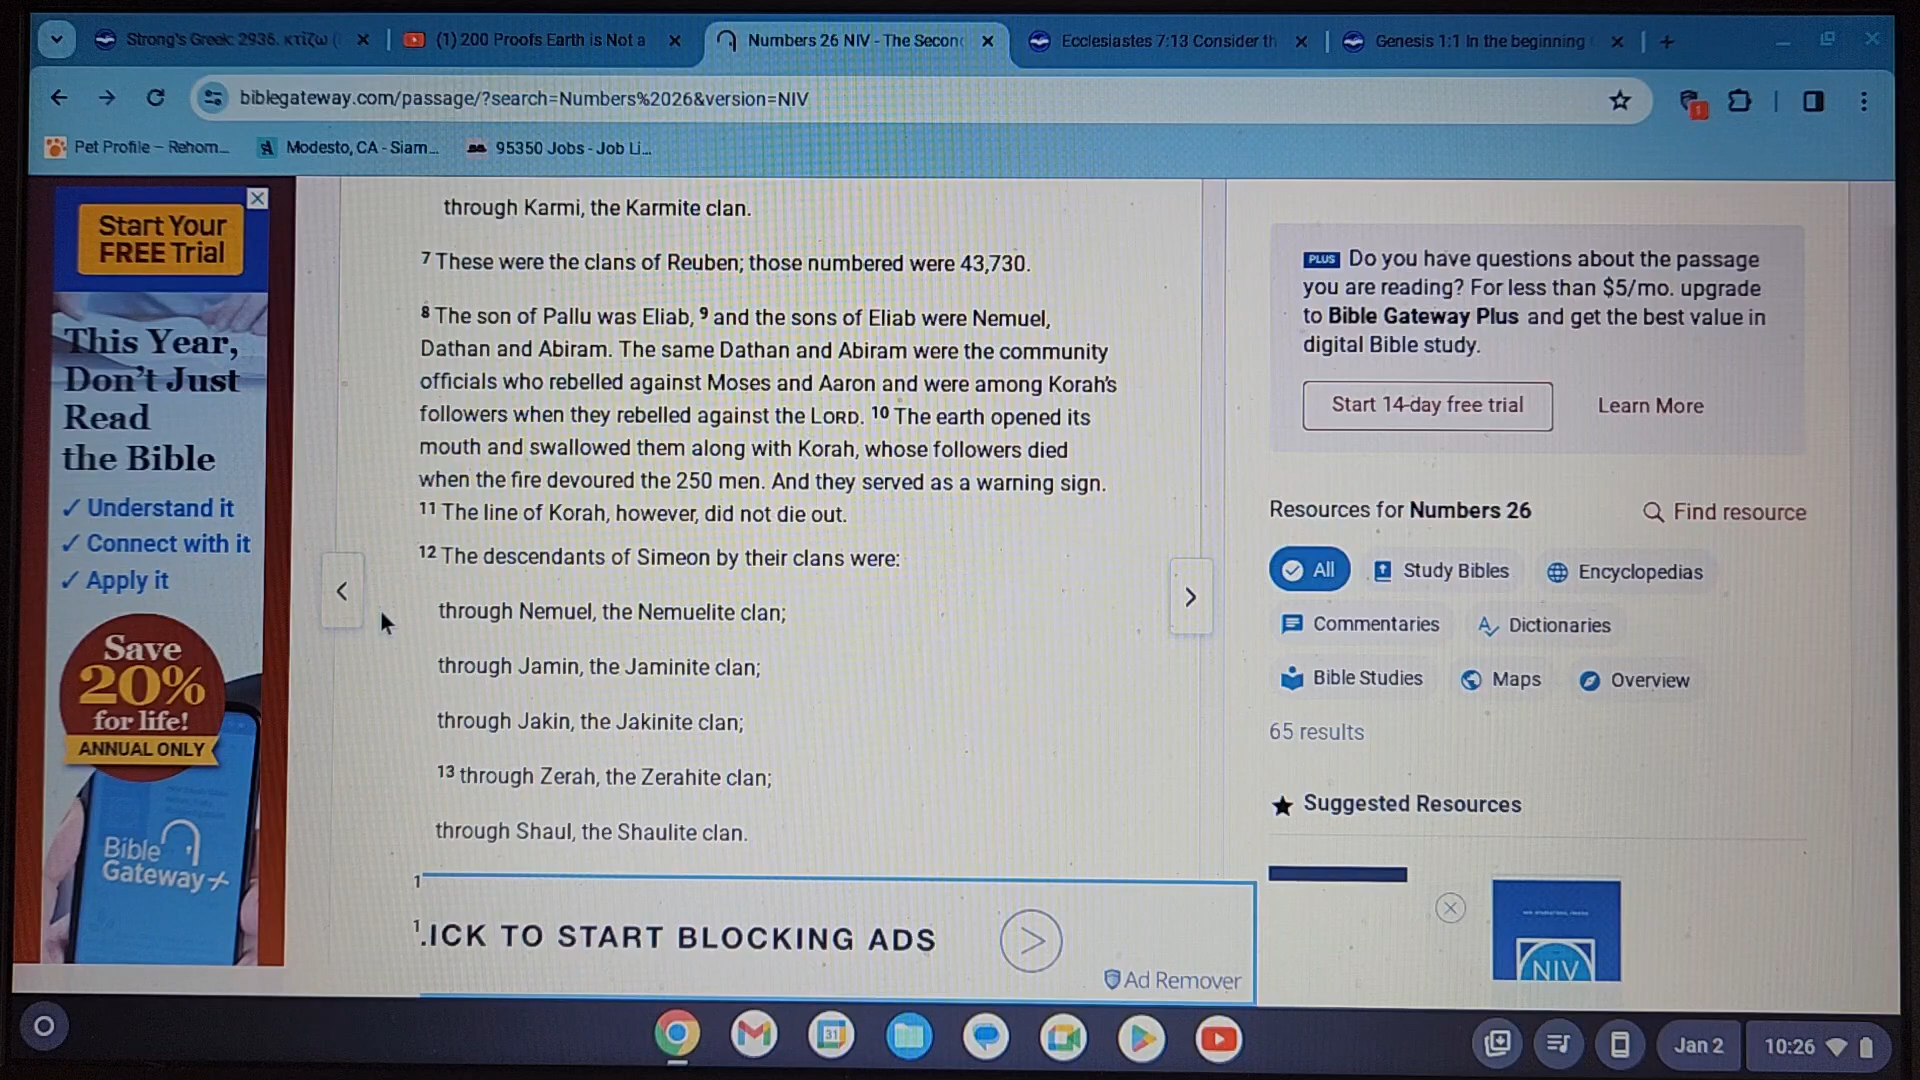 Strong's Greek: 2936. κτίζω (
(1) 200 Proofs Earth is Not a
Numbers 26 NIV - The Second
Ecclesiastes 7:13 Consider th
Genesis 1:1 In the beginning
biblegateway.com/passage/?search=Numbers%2026&version=NIV
Pet Profile – Rehom...
Modesto, CA - Siam...
95350 Jobs - Job Li...
Start Your
FREE Trial
This Year,
Don't Just
Read
the Bible
✓ Understand it
✓ Connect with it
✓ Apply it
Save
20%
for life!
ANNUAL ONLY
Bible
Gateway+
through Karmi, the Karmite clan.
7 These were the clans of Reuben; those numbered were 43,730.
8 The son of Pallu was Eliab, 9 and the sons of Eliab were Nemuel,
Dathan and Abiram. The same Dathan and Abiram were the community
officials who rebelled against Moses and Aaron and were among Korah's
followers when they rebelled against the LORD. 10 The earth opened its
mouth and swallowed them along with Korah, whose followers died
when the fire devoured the 250 men. And they served as a warning sign.
11 The line of Korah, however, did not die out.
12 The descendants of Simeon by their clans were:
through Nemuel, the Nemuelite clan;
through Jamin, the Jaminite clan;
through Jakin, the Jakinite clan;
13 through Zerah, the Zerahite clan;
through Shaul, the Shaulite clan.
1
1
.ICK TO START BLOCKING ADS
Ad Remover
PLUS Do you have questions about the passage
you are reading? For less than $5/mo. upgrade
to Bible Gateway Plus and get the best value in
digital Bible study.
Start 14-day free trial
Learn More
Resources for Numbers 26
Find resource
All
Study Bibles
Encyclopedias
Commentaries
Dictionaries
Bible Studies
Maps
Overview
65 results
Suggested Resources
NIV
31
Jan 2
10:26